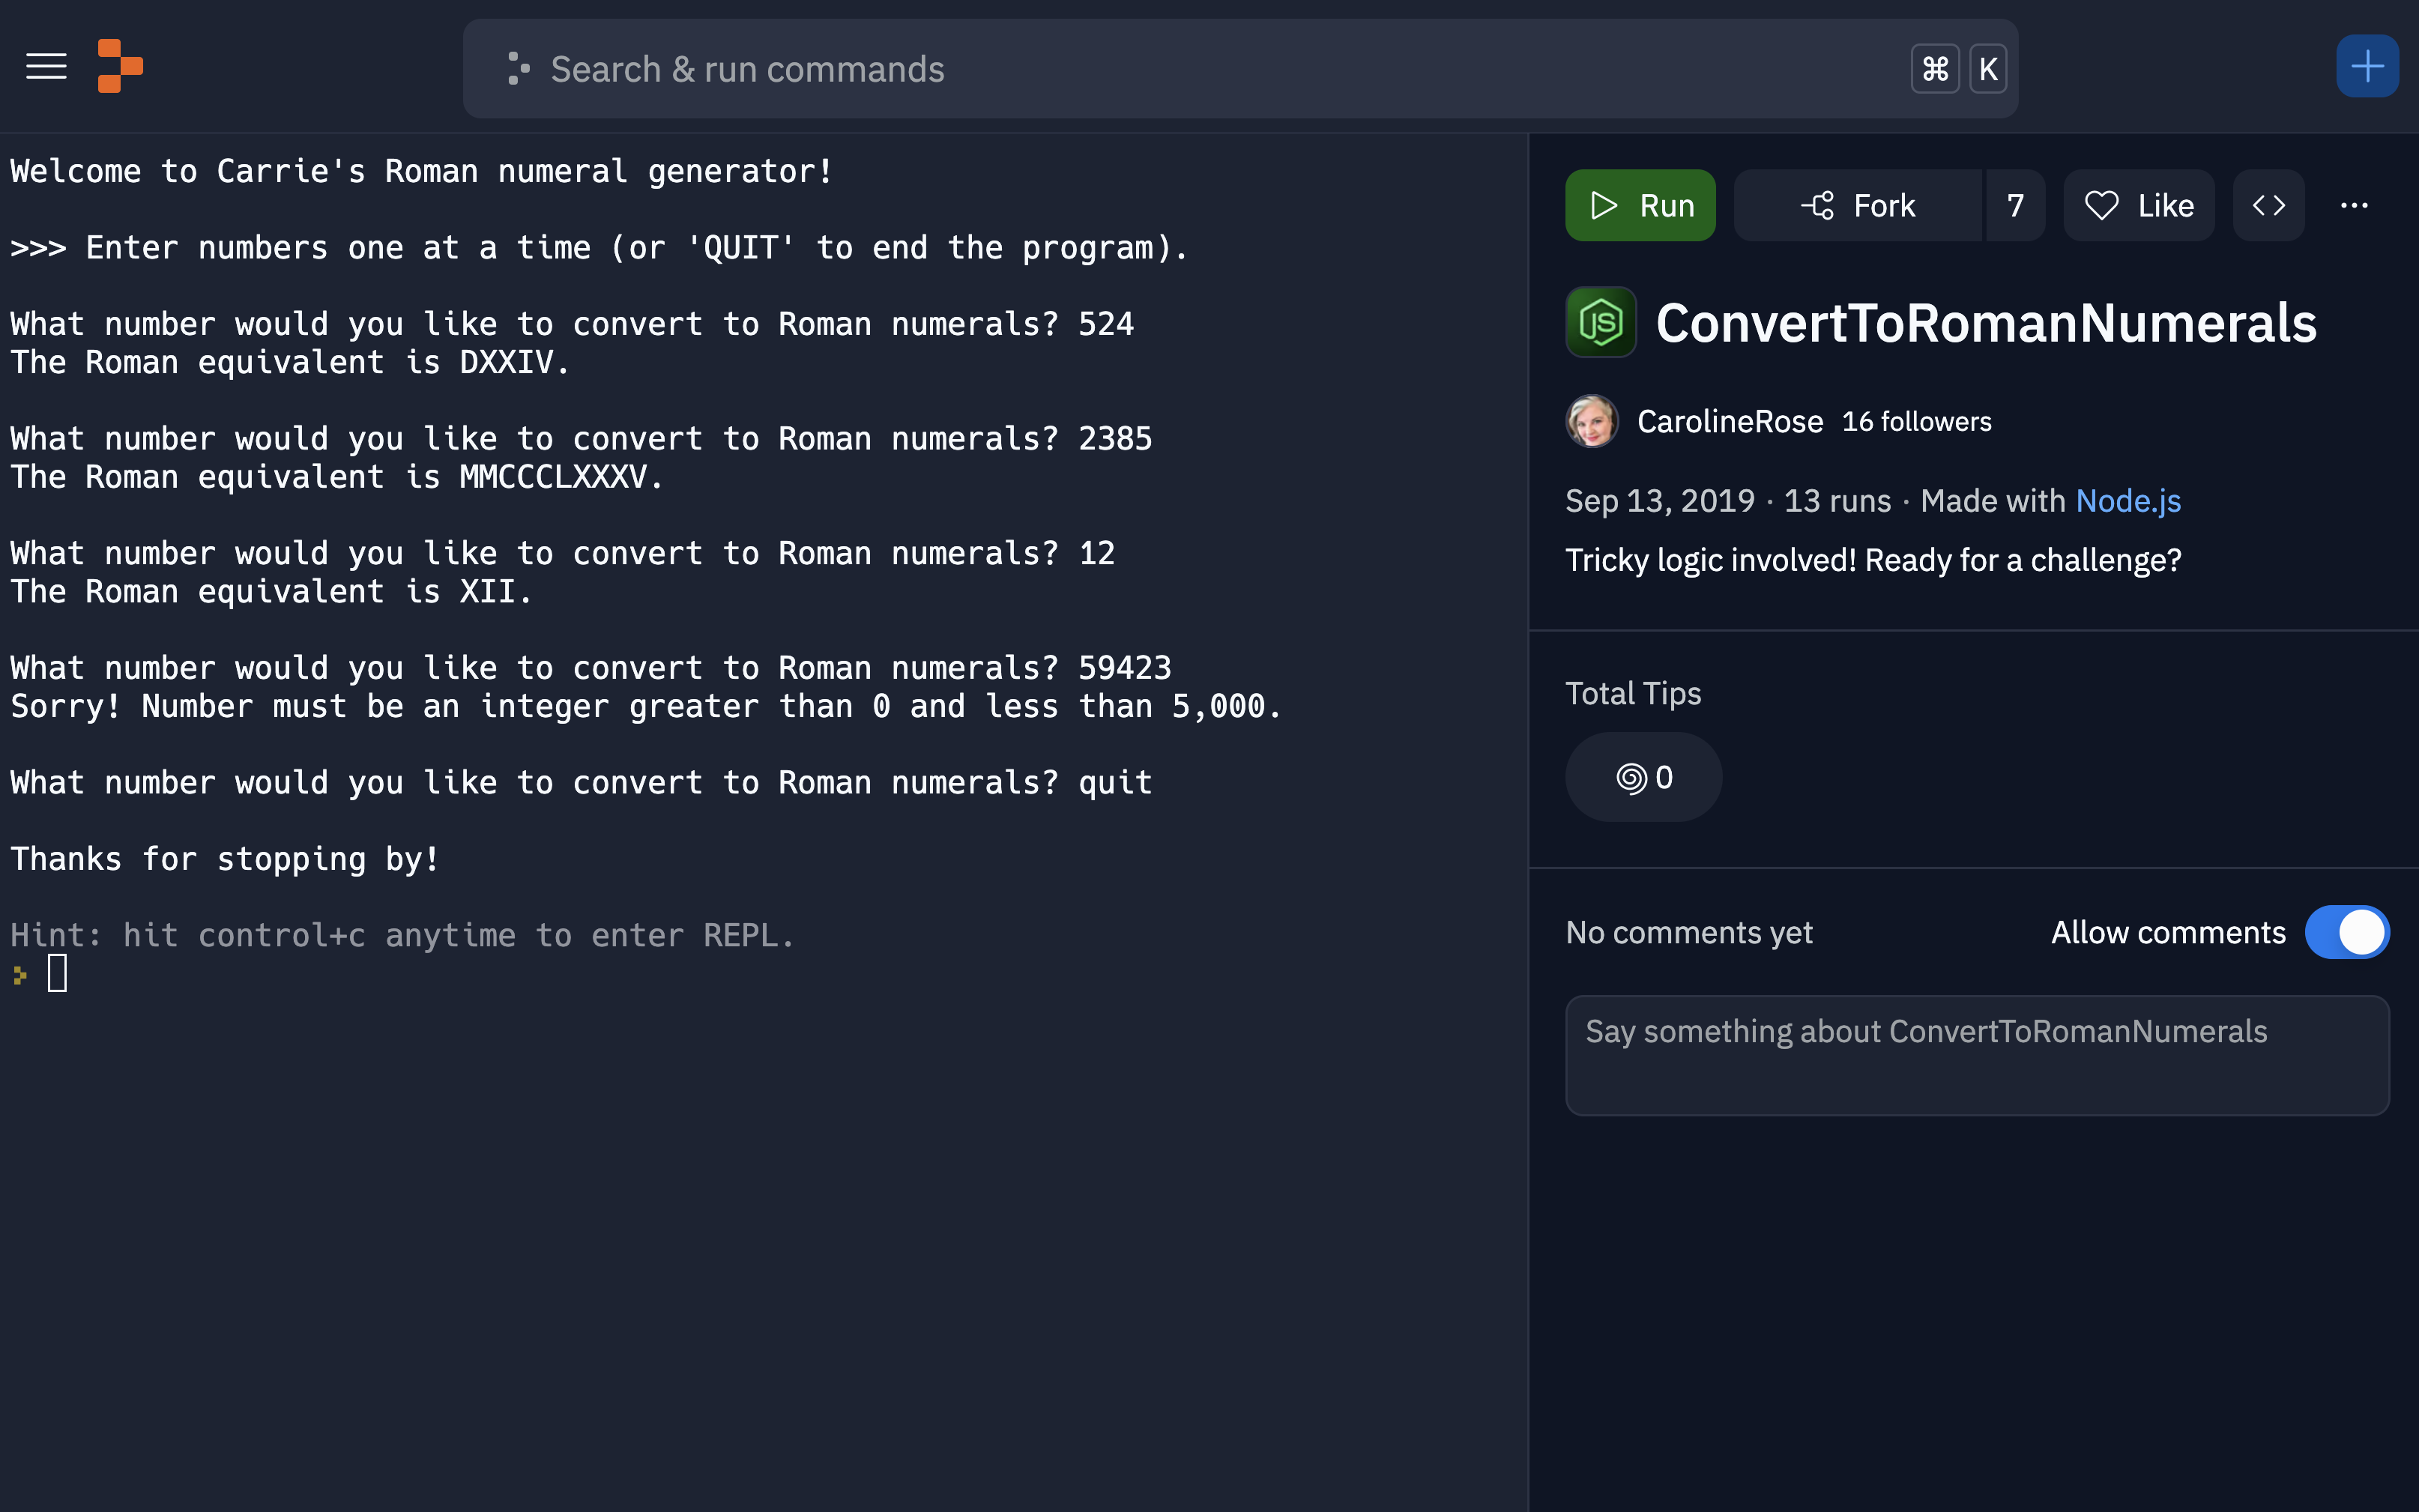 Search & run commands ⌘ K
Welcome to Carrie's Roman numeral generator!
>>> Enter numbers one at a time (or 'QUIT' to end the program).
What number would you like to convert to Roman numerals? 524
The Roman equivalent is DXXIV.
What number would you like to convert to Roman numerals? 2385
The Roman equivalent is MMCCCLXXXV.
What number would you like to convert to Roman numerals? 12
The Roman equivalent is XII.
What number would you like to convert to Roman numerals? 59423
Sorry! Number must be an integer greater than 0 and less than 5,000.
What number would you like to convert to Roman numerals? quit
Thanks for stopping by!
Hint: hit control+c anytime to enter REPL.
Run Fork 7 Like
JS ConvertToRomanNumerals
CarolineRose 16 followers
Sep 13, 2019 · 13 runs · Made with Node.js
Tricky logic involved! Ready for a challenge?
Total Tips
0
No comments yet Allow comments
Say something about ConvertToRomanNumerals